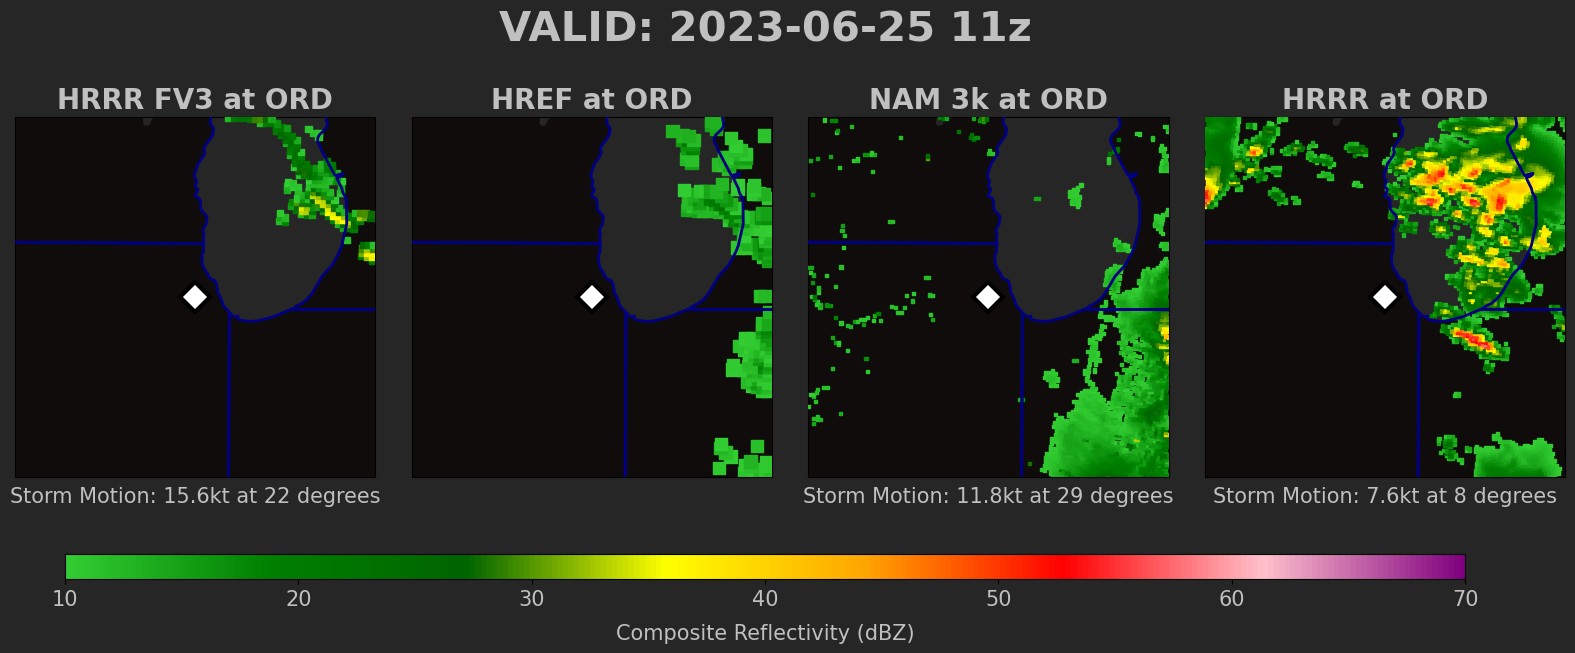 VALID: 2023-06-25 11z
HRRR FV3 at ORD
HREF at ORD
NAM 3k at ORD
HRRR at ORD
Storm Motion: 15.6kt at 22 degrees
Storm Motion: 11.8kt at 29 degrees
Storm Motion: 7.6kt at 8 degrees
10 20 30 40 50 60 70
Composite Reflectivity (dBZ)